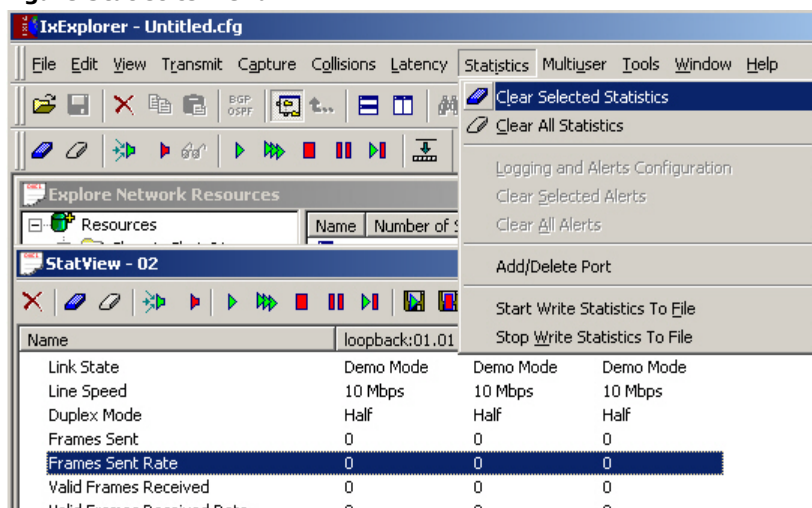 IxExplorer - Untitled.cfg
File Edit View Transmit Capture Collisions Latency Statistics Multiuser Tools Window Help
BGP
OSPF
Clear Selected Statistics
Clear All Statistics
Logging and Alerts Configuration
Clear Selected Alerts
Clear All Alerts
Add/Delete Port
Start Write Statistics To File
Stop Write Statistics To File
Explore Network Resources
Resources
Name Number of
StatView - 02
Name loopback:01.01
Link State Demo Mode Demo Mode Demo Mode
Line Speed 10 Mbps 10 Mbps 10 Mbps
Duplex Mode Half Half Half
Frames Sent 0 0 0
Frames Sent Rate 0 0 0
Valid Frames Received 0 0 0